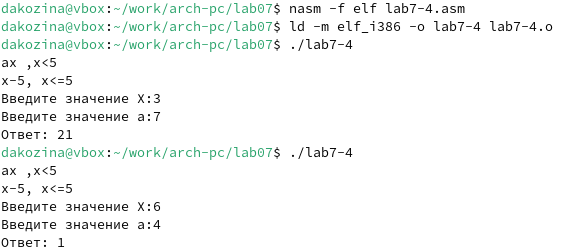 dakozina@vbox:~/work/arch-pc/lab07$ nasm -f elf lab7-4.asm
dakozina@vbox:~/work/arch-pc/lab07$ ld -m elf_i386 -o lab7-4 lab7-4.o
dakozina@vbox:~/work/arch-pc/lab07$ ./lab7-4
ax ,x<5
x-5, x<=5
Введите значение X:3
Введите значение a:7
Ответ: 21
dakozina@vbox:~/work/arch-pc/lab07$ ./lab7-4
ax ,x<5
x-5, x<=5
Введите значение X:6
Введите значение a:4
Ответ: 1